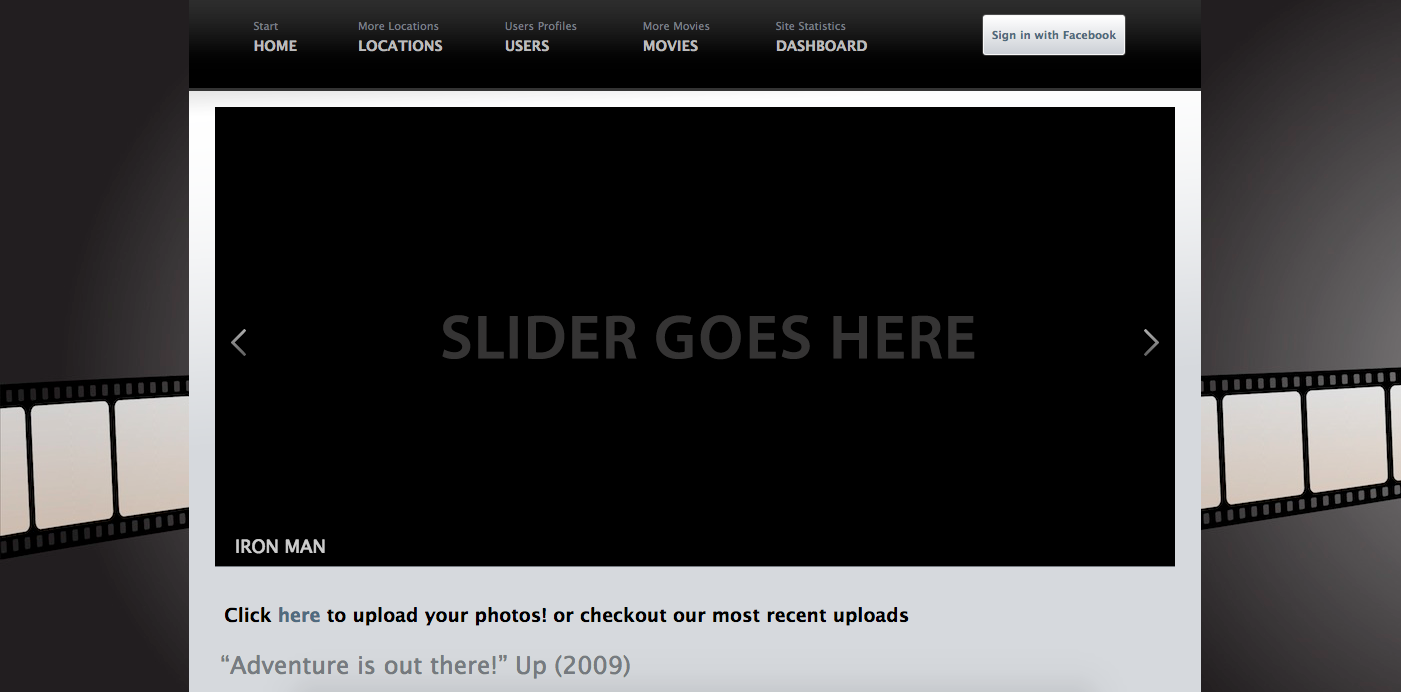 Start More Locations Users Profiles More Movies Site Statistics
HOME LOCATIONS USERS MOVIES DASHBOARD
Sign in with Facebook
SLIDER GOES HERE
IRON MAN
Click here to upload your photos! or checkout our most recent uploads
“Adventure is out there!” Up (2009)